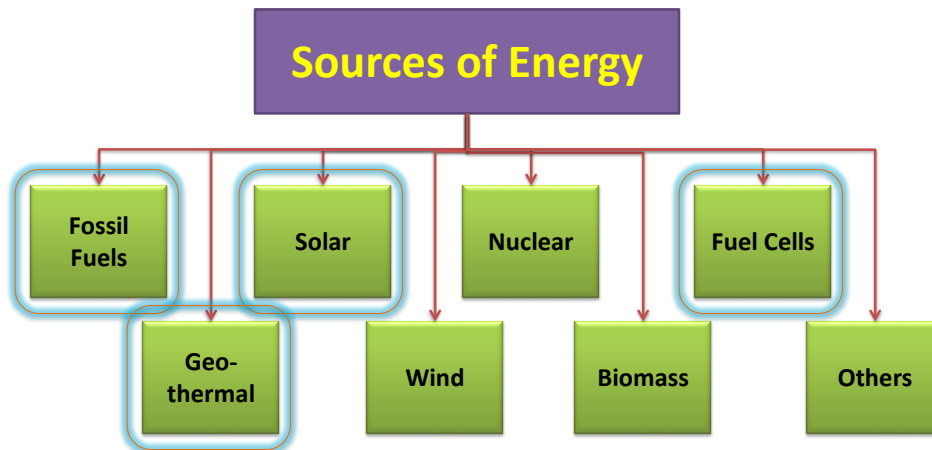 Sources of Energy
Fossil
Fuels
Solar
Nuclear
Fuel Cells
Geo-
thermal
Wind
Biomass
Others